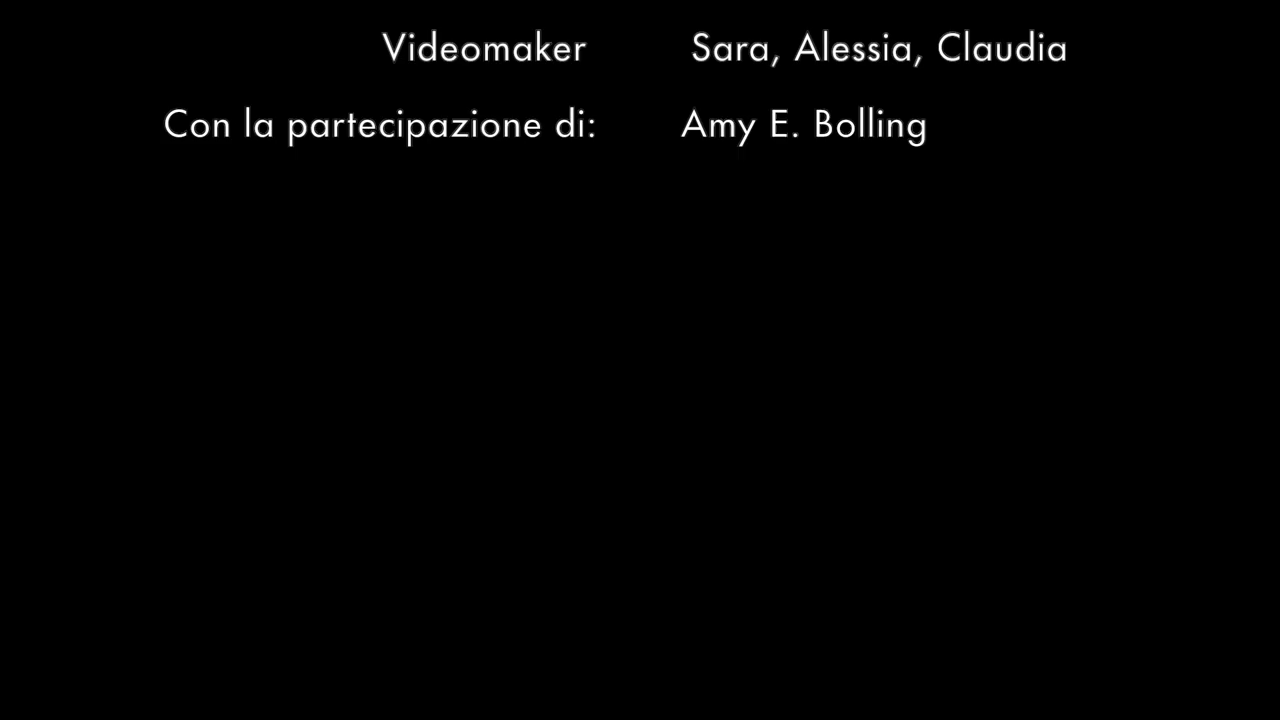 Videomaker Sara, Alessia, Claudia
Con la partecipazione di: Amy E. Bolling